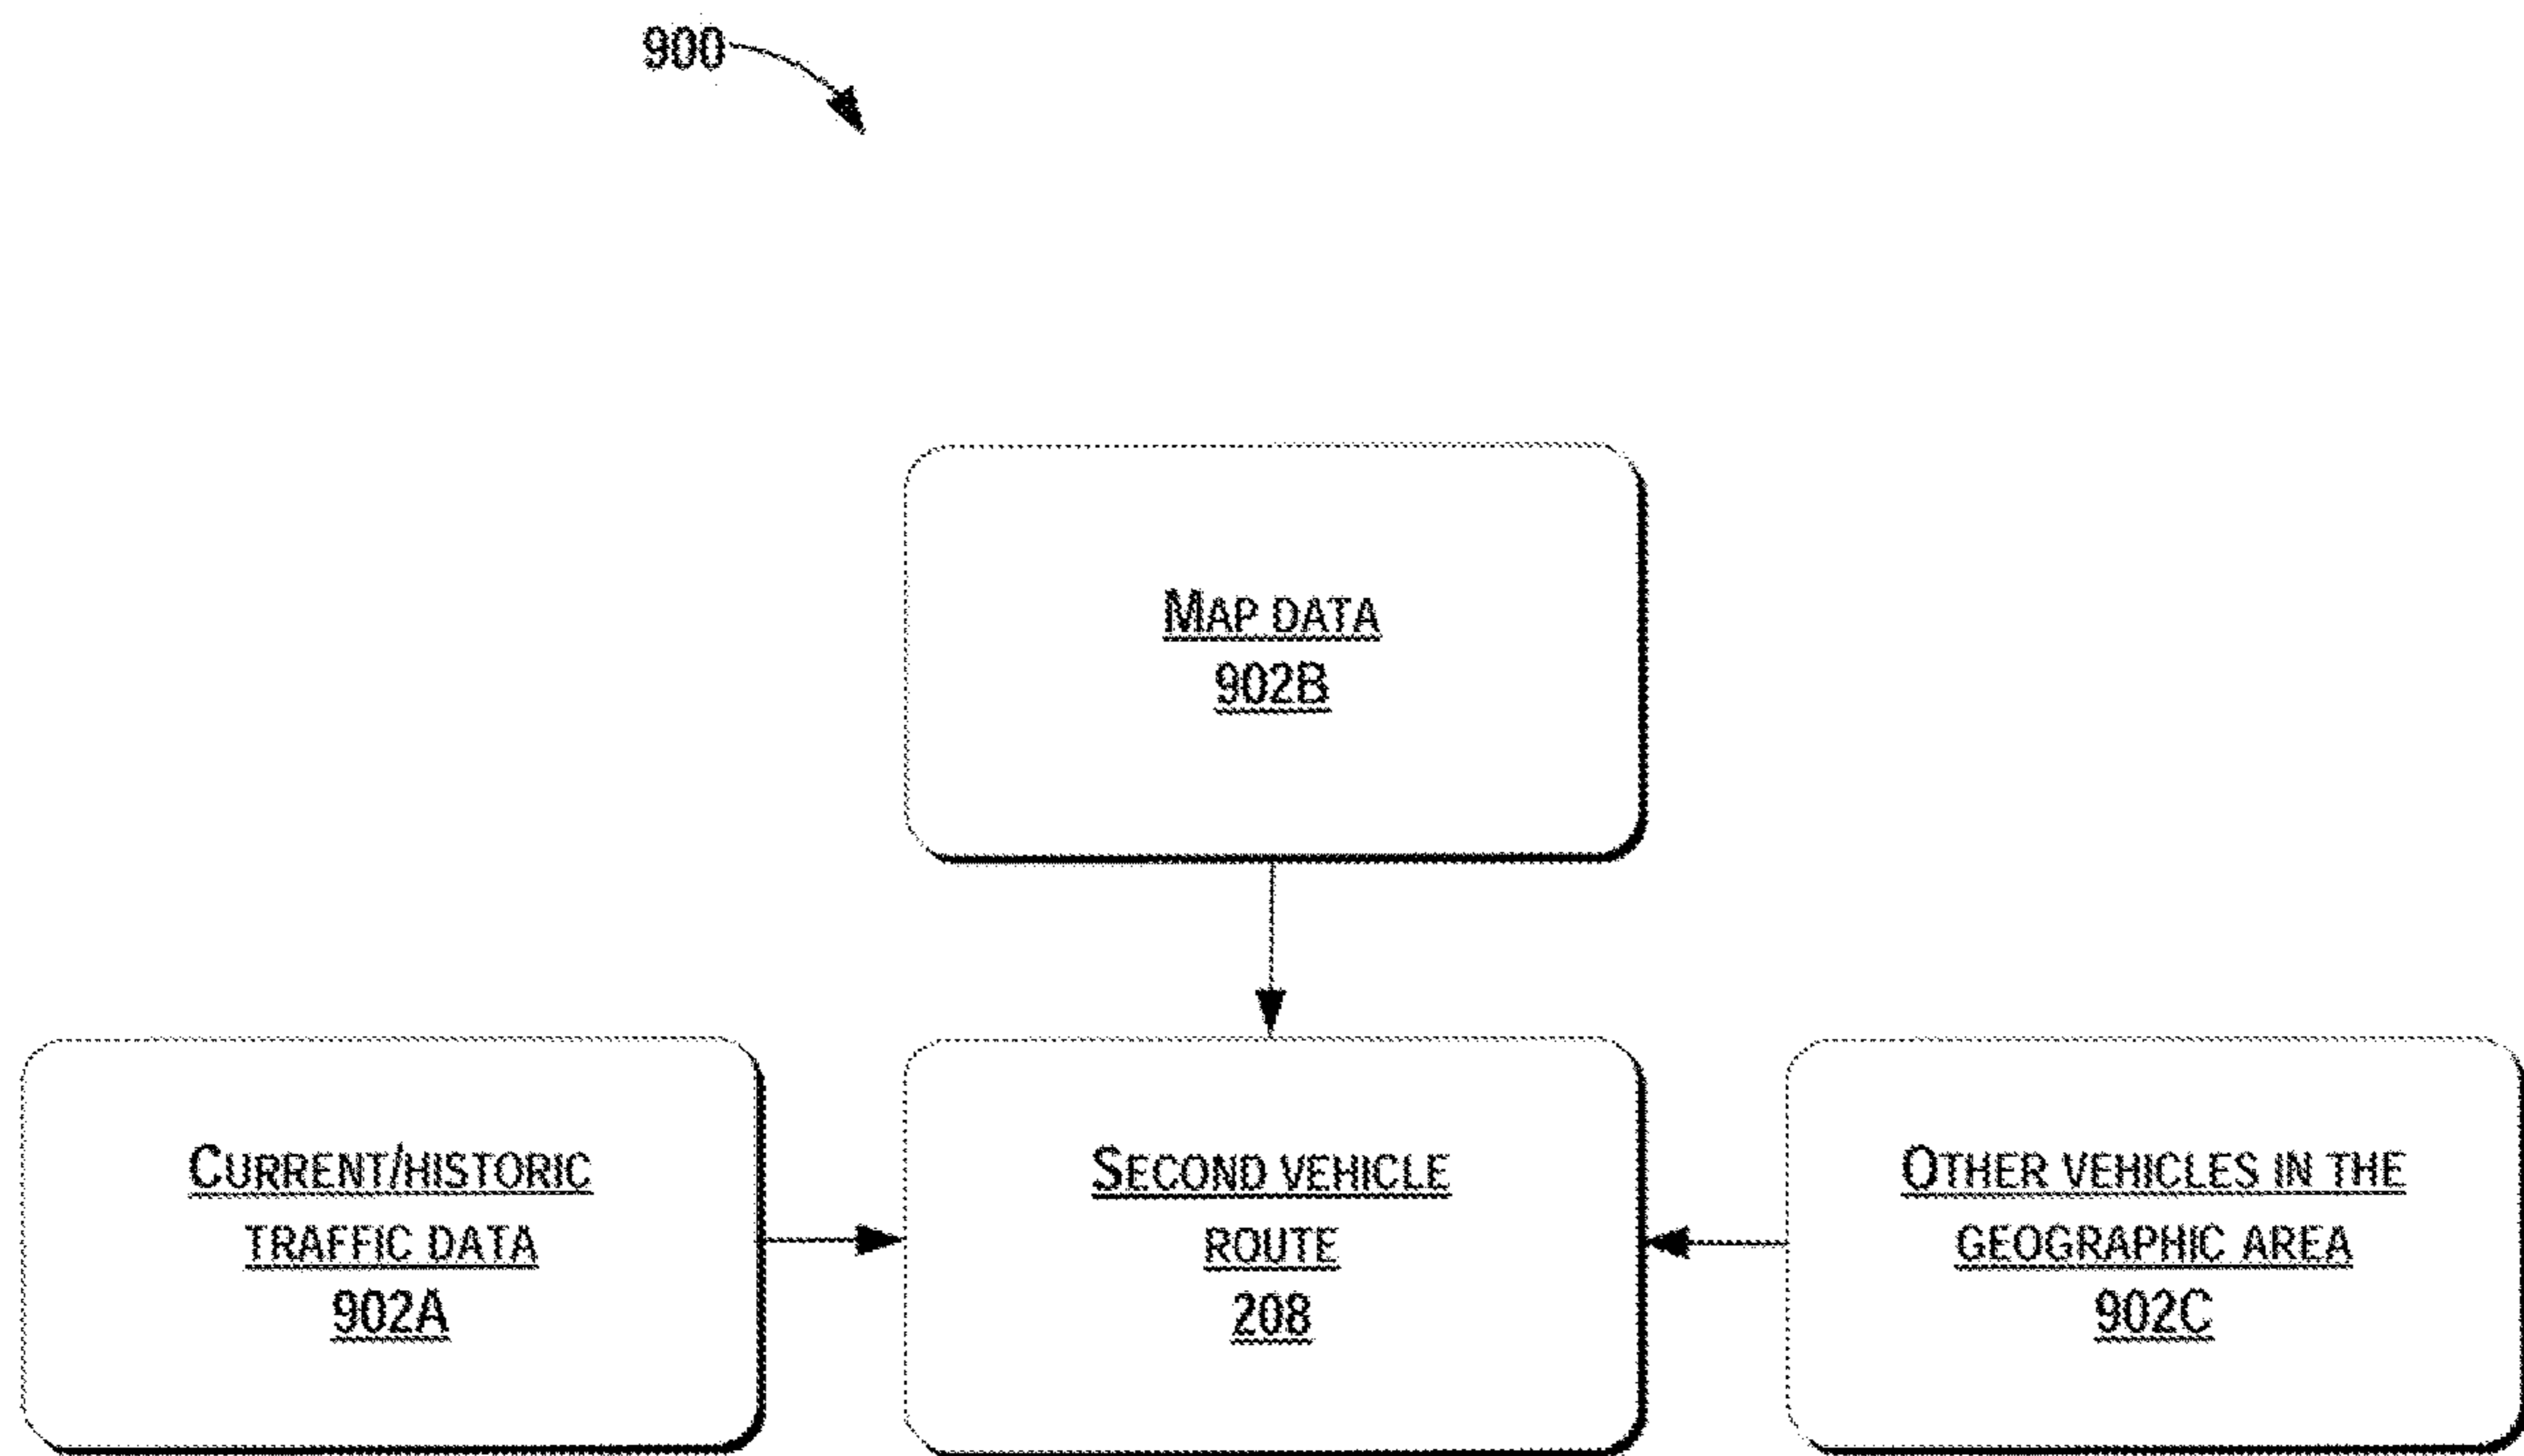 900
MAP DATA
902B
CURRENT/HISTORIC
TRAFFIC DATA
902A
SECOND VEHICLE
ROUTE
208
OTHER VEHICLES IN THE
GEOGRAPHIC AREA
902C